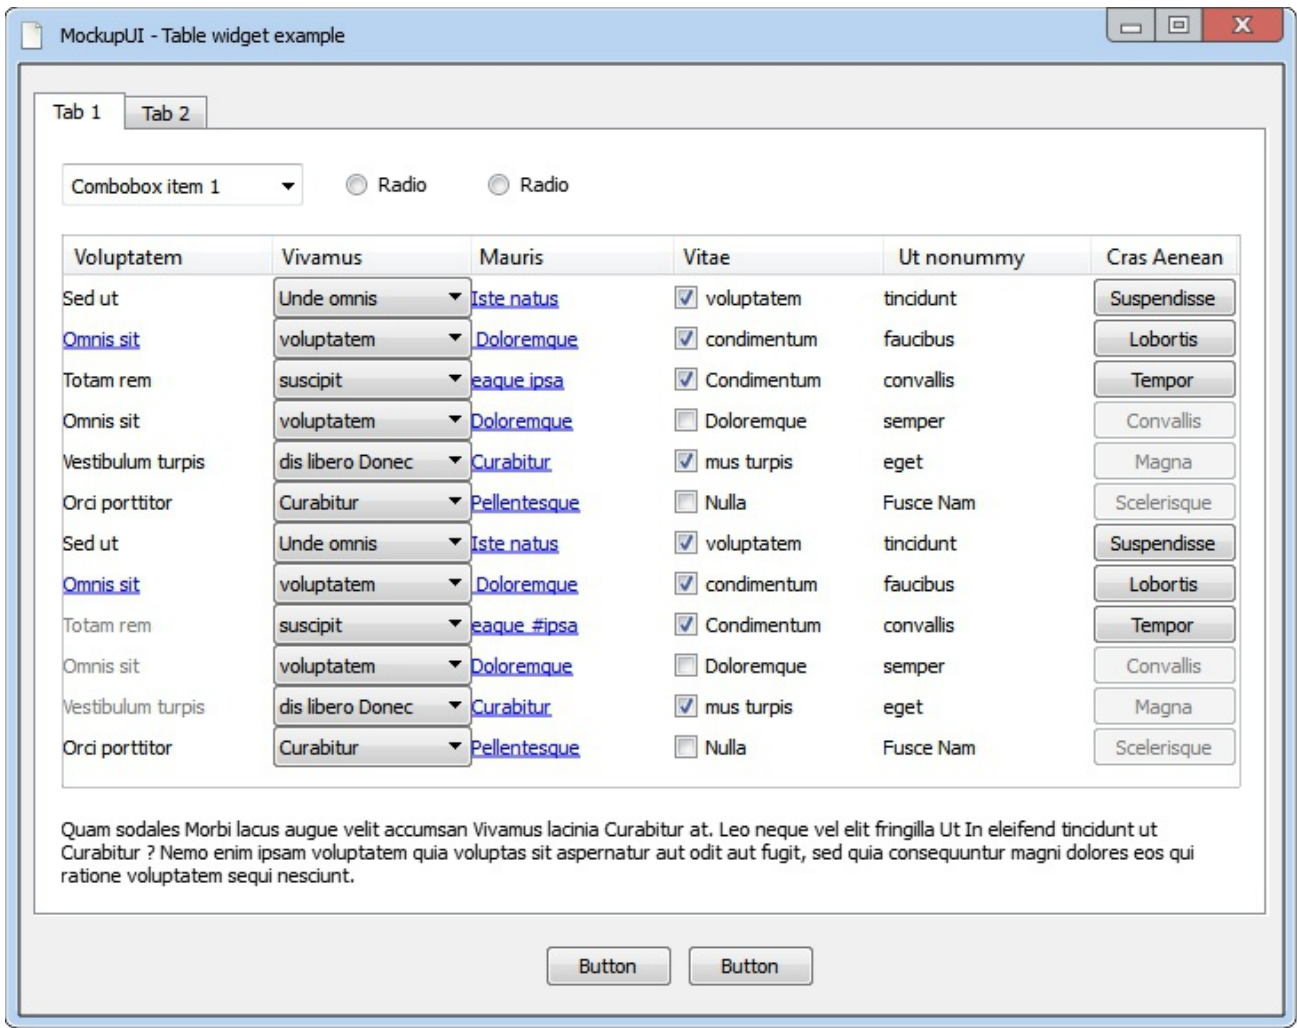 MockupUI - Table widget example
Tab 1 Tab 2
Combobox item 1 Radio Radio
Voluptatem Vivamus Mauris Vitae Ut nonummy Cras Aenean
Sed ut Unde omnis Iste natus voluptatem tincidunt Suspendisse
Omnis sit voluptatem Doloremque condimentum faucibus Lobortis
Totam rem suscipit eaque ipsa Condimentum convallis Tempor
Omnis sit voluptatem Doloremque Doloremque semper Convallis
Vestibulum turpis dis libero Donec Curabitur mus turpis eget Magna
Orci porttitor Curabitur Pellentesque Nulla Fusce Nam Scelerisque
Sed ut Unde omnis Iste natus voluptatem tincidunt Suspendisse
Omnis sit voluptatem Doloremque condimentum faucibus Lobortis
Totam rem suscipit eaque #ipsa Condimentum convallis Tempor
Omnis sit voluptatem Doloremque Doloremque semper Convallis
Vestibulum turpis dis libero Donec Curabitur mus turpis eget Magna
Orci porttitor Curabitur Pellentesque Nulla Fusce Nam Scelerisque
Quam sodales Morbi lacus augue velit accumsan Vivamus lacinia Curabitur at. Leo neque vel elit fringilla Ut In eleifend tincidunt ut
Curabitur ? Nemo enim ipsam voluptatem quia voluptas sit aspernatur aut odit aut fugit, sed quia consequuntur magni dolores eos qui
ratione voluptatem sequi nesciunt.
Button Button